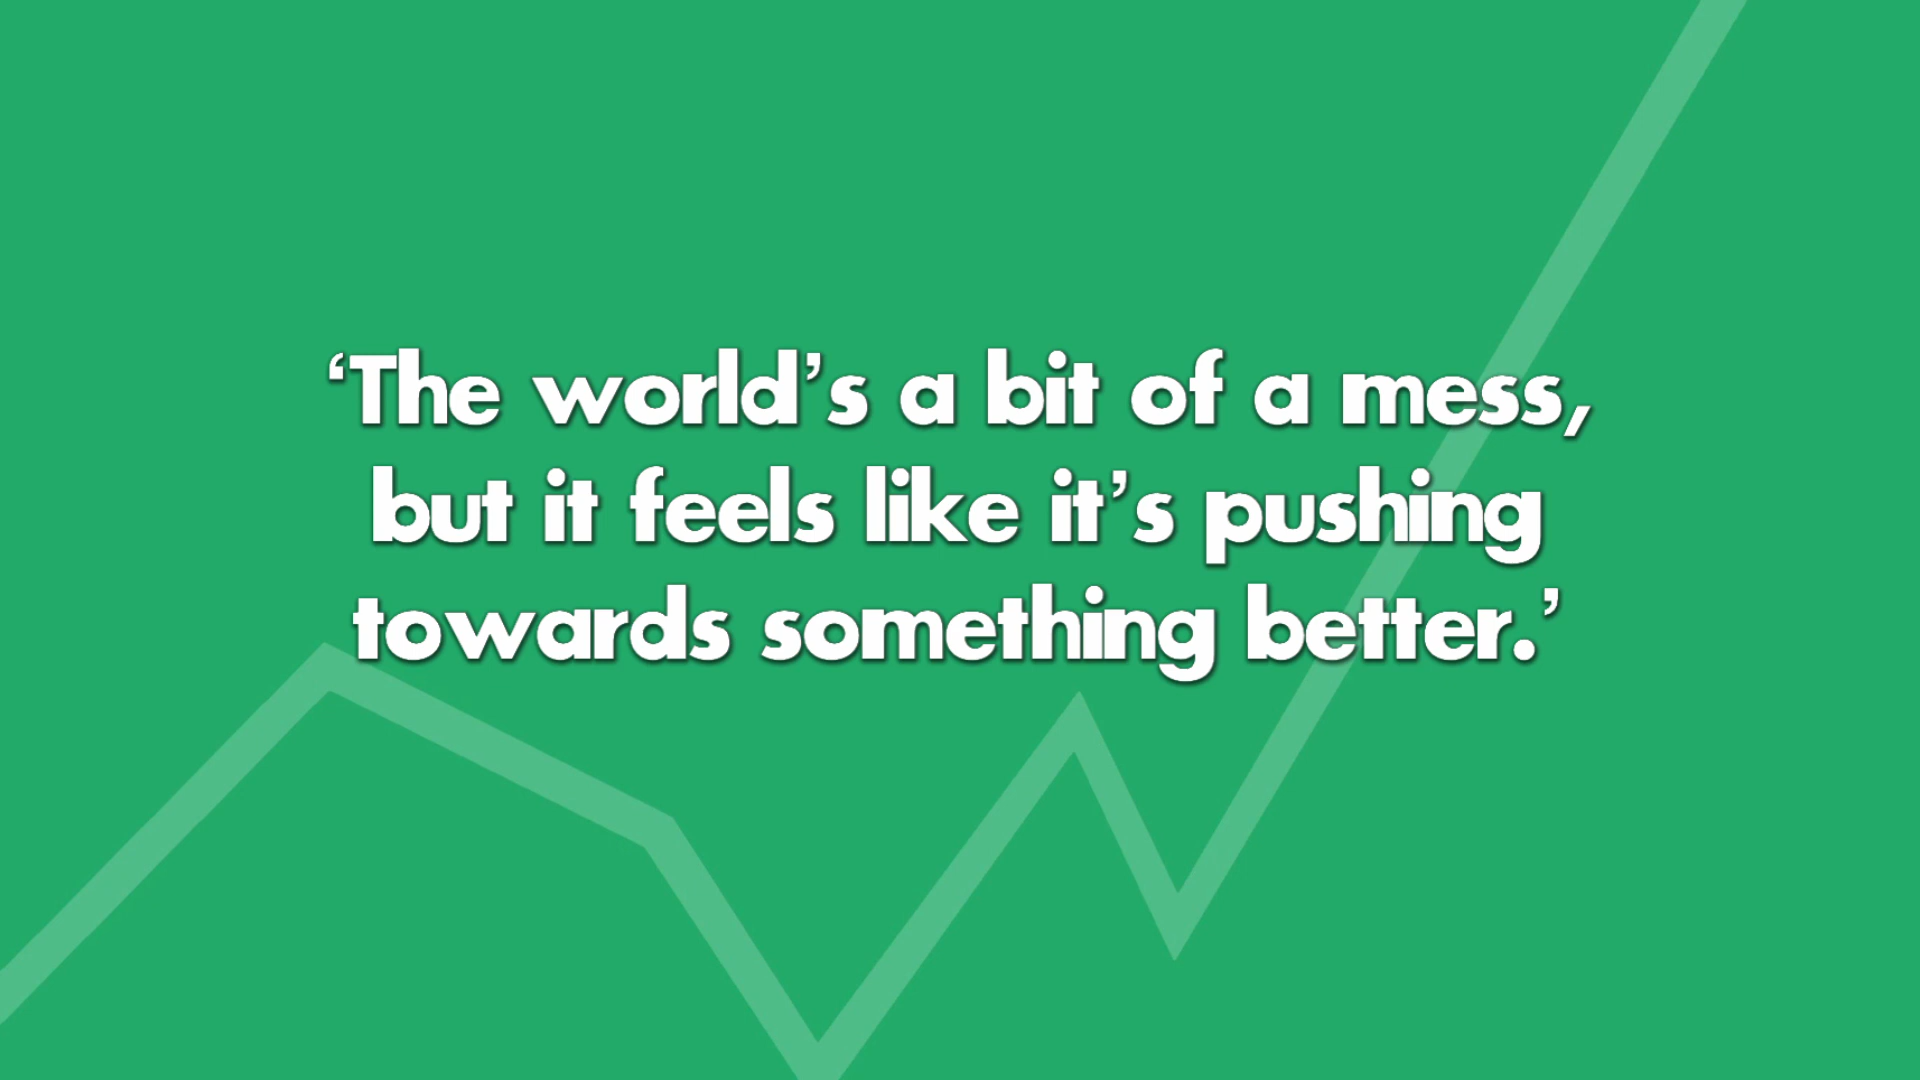 ‘The world’s a bit of a mess,
but it feels like it’s pushing
towards something better.’